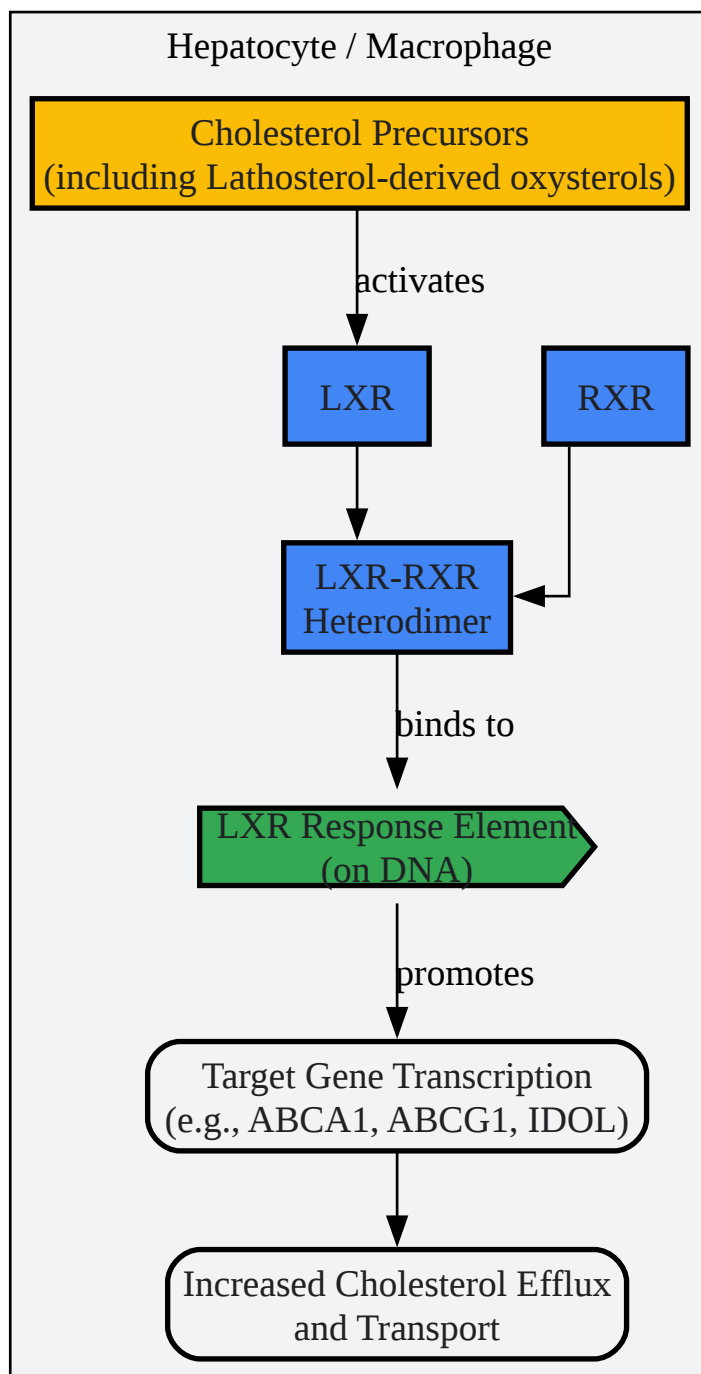 Hepatocyte / Macrophage
Cholesterol Precursors
(including Lathosterol-derived oxysterols)
activates
LXR
RXR
LXR-RXR
Heterodimer
binds to
LXR Response Element
(on DNA)
promotes
Target Gene Transcription
(e.g., ABCA1, ABCG1, IDOL)
Increased Cholesterol Efflux
and Transport